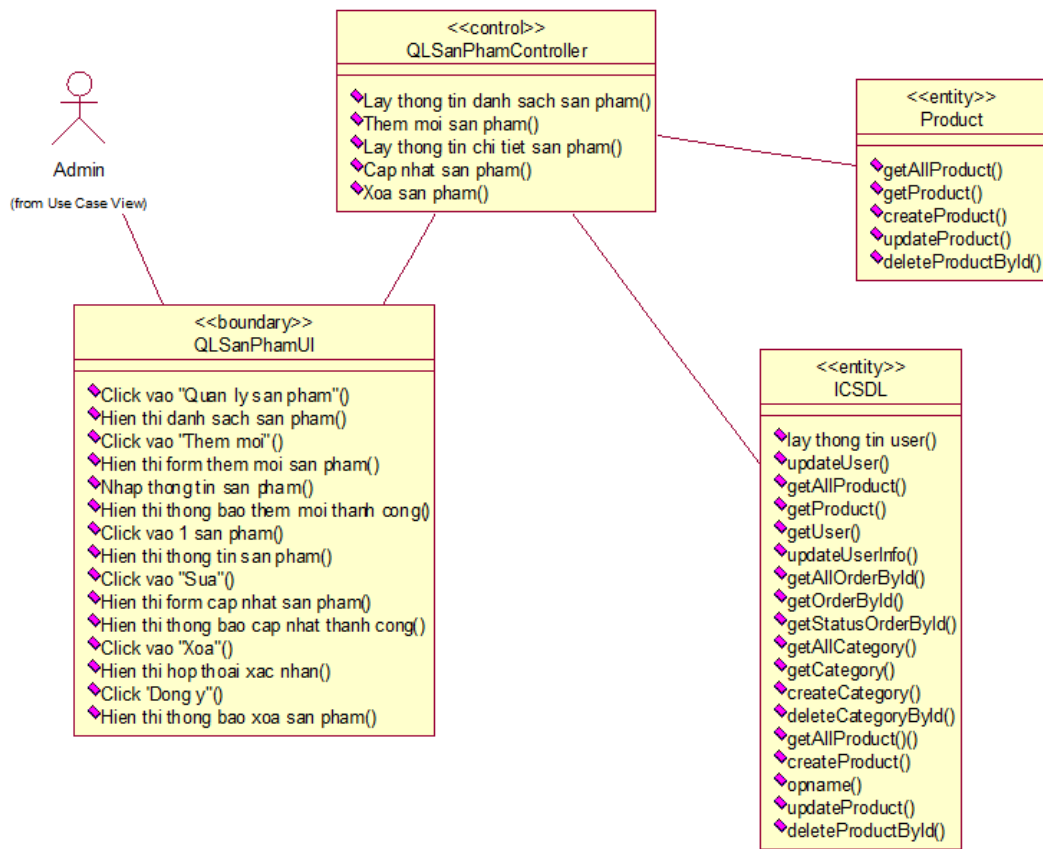 Admin
(from Use Case View)
<<control>>
QLSanPhamController
Lay thong tin danh sach san pham()
Them moi san pham()
Lay thong tin chi tiet san pham()
Cap nhat san pham()
Xoa san pham()
<<entity>>
Product
getAllProduct()
getProduct()
createProduct()
updateProduct()
deleteProductById()
<<boundary>>
QLSanPhamUI
Click vao "Quan ly san pham"()
Hien thi danh sach san pham()
Click vao "Them moi"()
Hien thi form them moi san pham()
Nhap thong tin san pham()
Hien thi thong bao them moi thanh cong()
Click vao 1 san pham()
Hien thi thong tin san pham()
Click vao "Sua"()
Hien thi form cap nhat san pham()
Hien thi thong bao cap nhat thanh cong()
Click vao "Xoa"()
Hien thi hop thoai xac nhan()
Click 'Dong y"()
Hien thi thong bao xoa san pham()
<<entity>>
ICSDL
lay thong tin user()
updateUser()
getAllProduct()
getProduct()
getUser()
updateUserInfo()
getAllOrderById()
getOrderById()
getStatusOrderById()
getAllCategory()
getCategory()
createCategory()
deleteCategoryById()
getAllProduct()()
createProduct()
opname()
updateProduct()
deleteProductById()